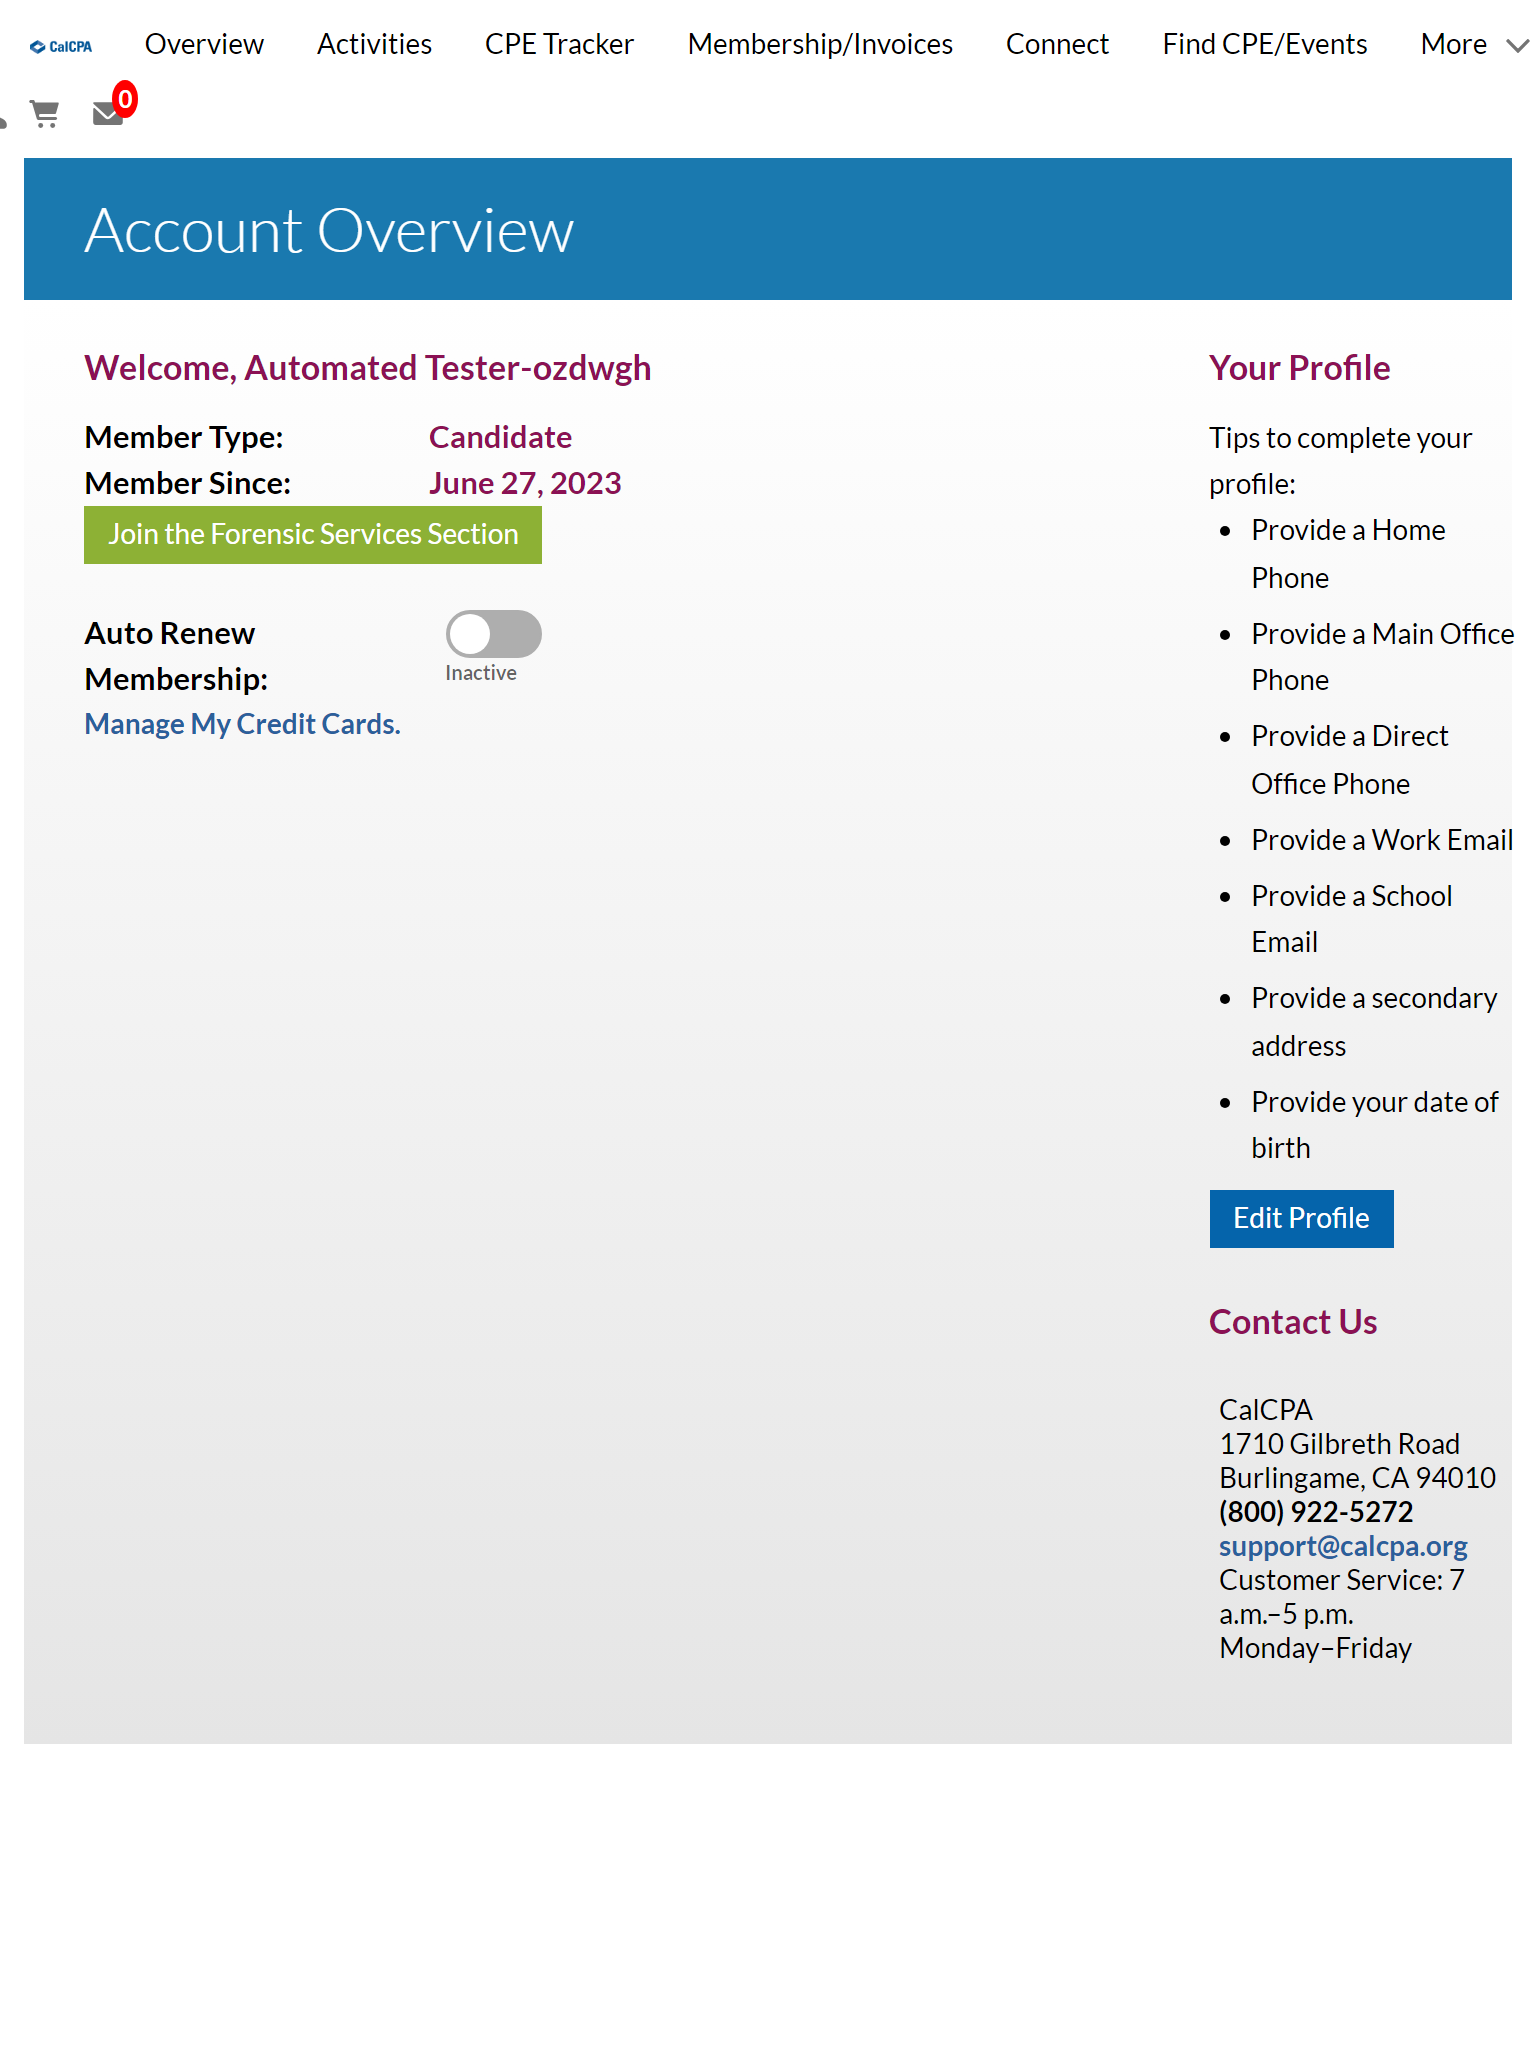 CalCPA Overview Activities CPE Tracker Membership/Invoices Connect Find CPE/Events More
0
Account Overview
Welcome, Automated Tester-ozdwgh
Member Type: Candidate
Member Since: June 27, 2023
Join the Forensic Services Section
Auto Renew
Membership:
Inactive
Manage My Credit Cards.
Your Profile
Tips to complete your
profile:
Provide a Home
Phone
Provide a Main Office
Phone
Provide a Direct
Office Phone
Provide a Work Email
Provide a School
Email
Provide a secondary
address
Provide your date of
birth
Edit Profile
Contact Us
CalCPA
1710 Gilbreth Road
Burlingame, CA 94010
(800) 922-5272
support@calcpa.org
Customer Service: 7
a.m.–5 p.m.
Monday–Friday